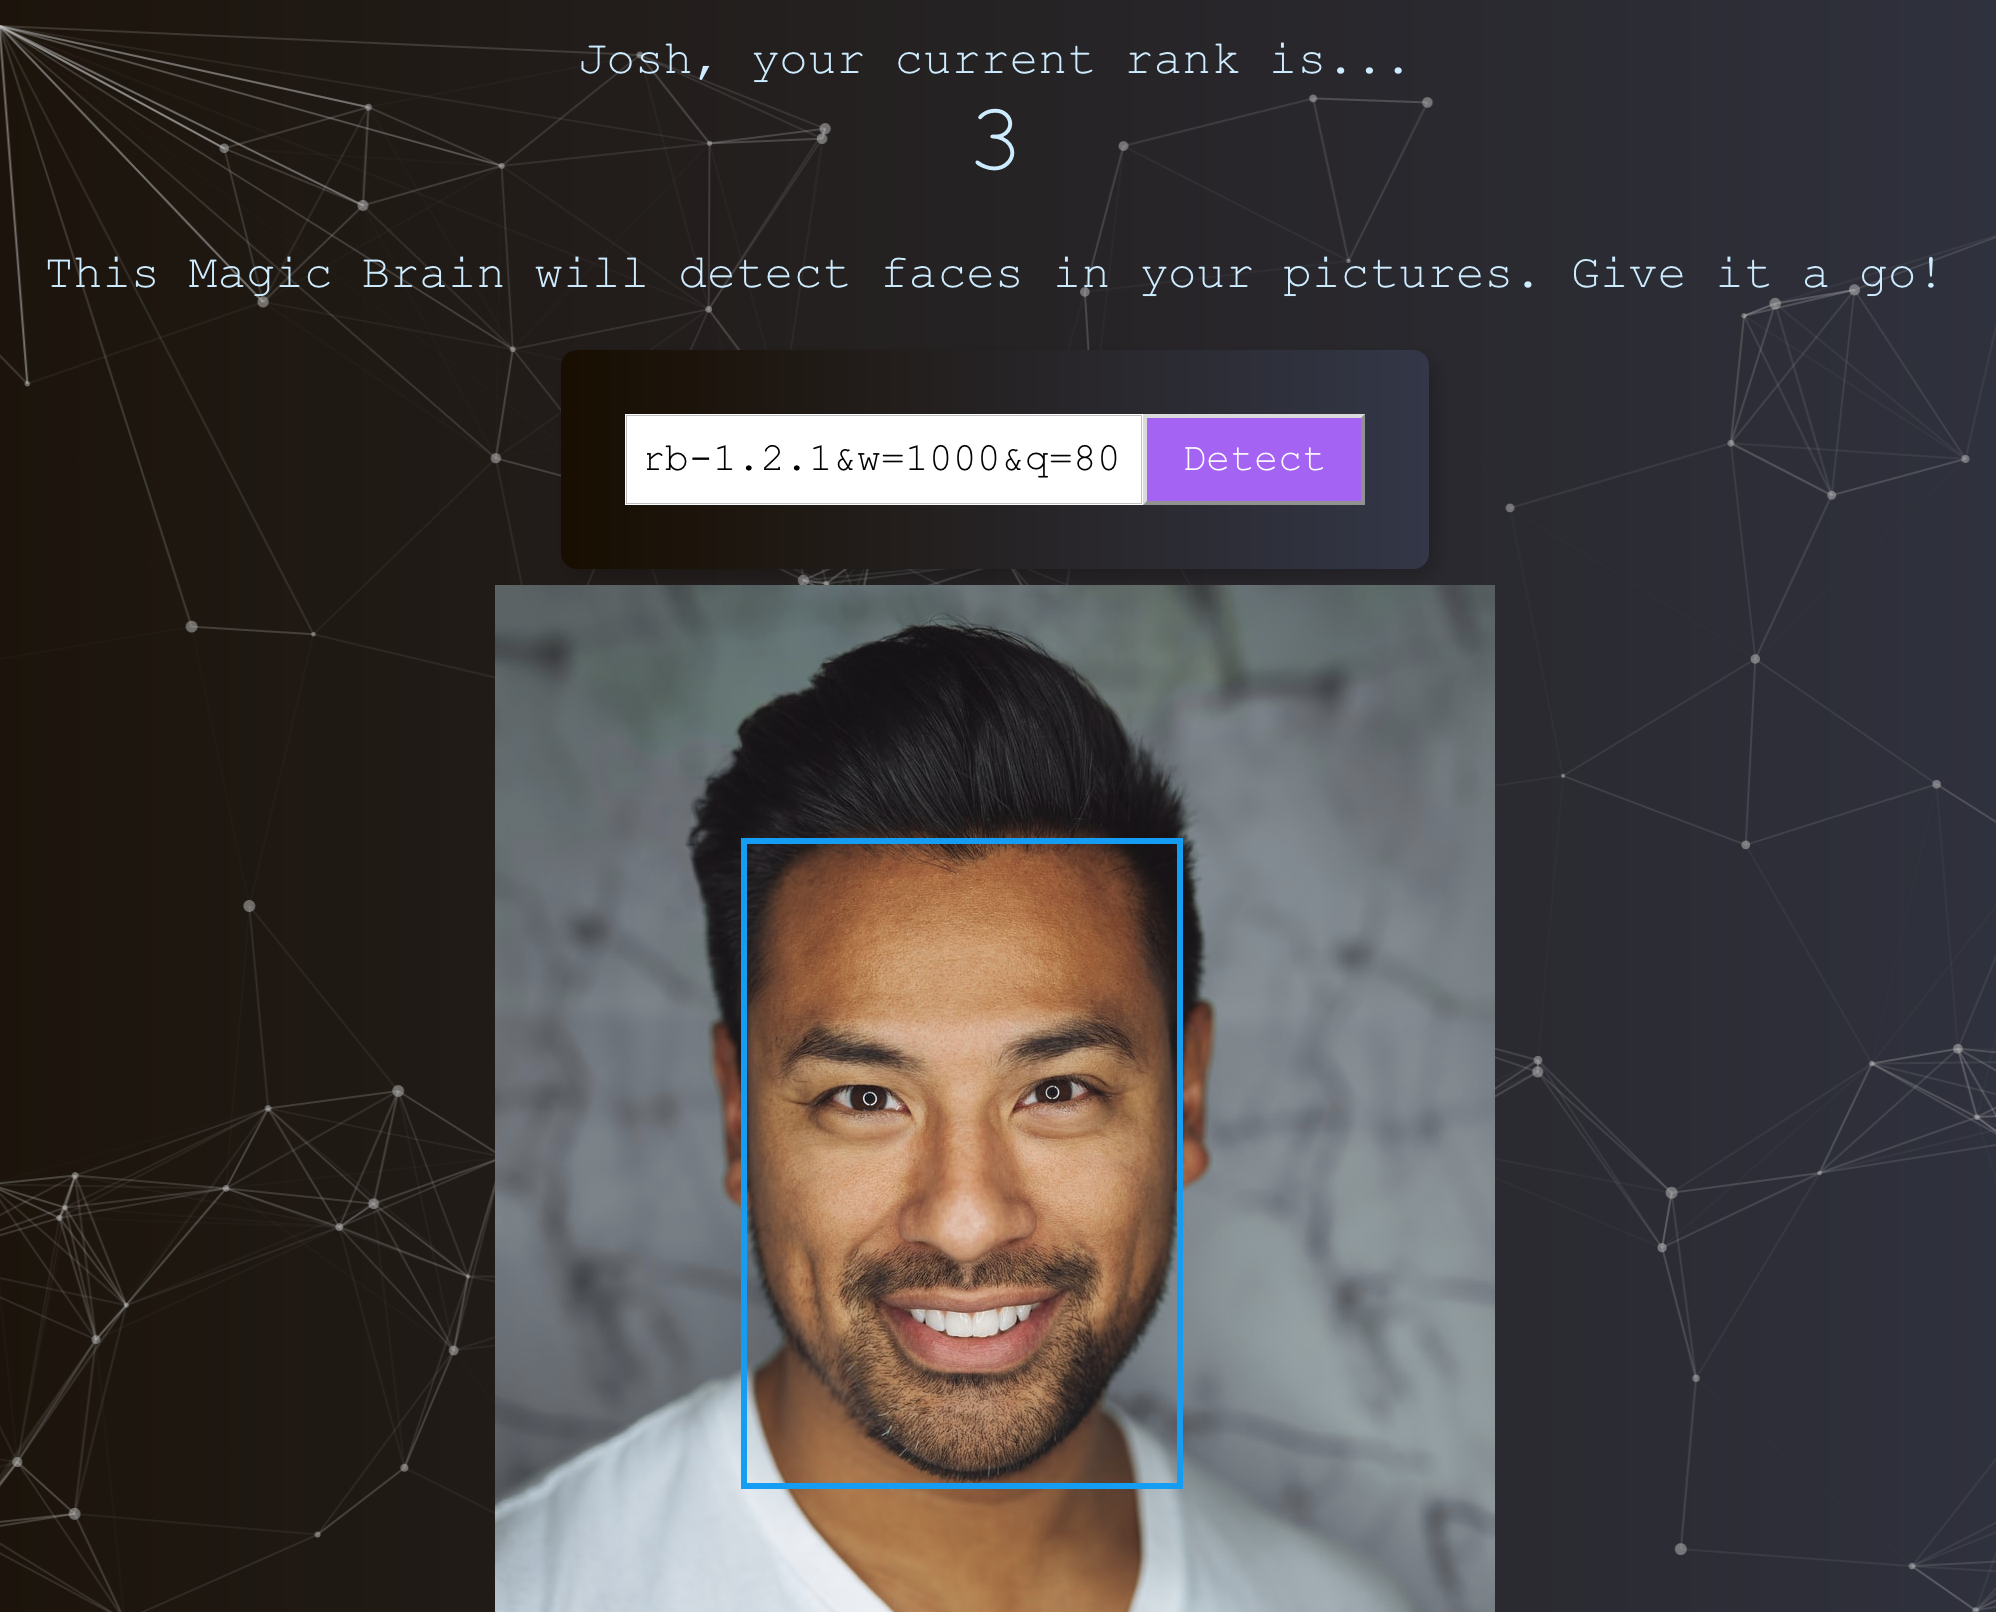 Josh, your current rank is...
3
This Magic Brain will detect faces in your pictures. Give it a go!
rb-1.2.1&w=1000&q=80 Detect